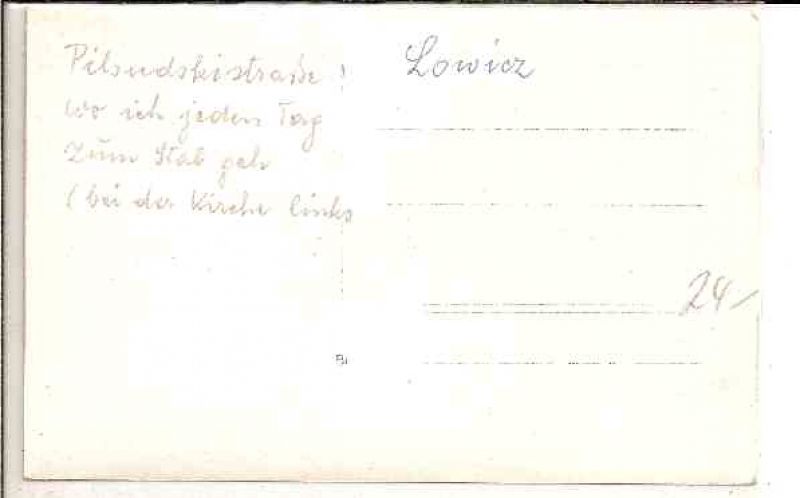 Pilsudskistraße!
wo ich jeden Tag
zum Stab geh
(bei der Kirche links
Lowicz
24